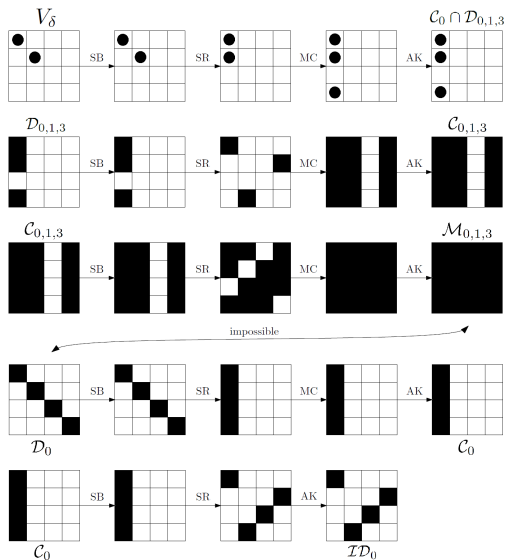 V_δ 𝒞_0 ∩ 𝒟_{0,1,3}
SB SR MC AK
𝒟_{0,1,3} 𝒞_{0,1,3}
SB SR MC AK
𝒞_{0,1,3} ℳ_{0,1,3}
SB SR MC AK
impossible
SB SR MC AK
𝒟_0 𝒞_0
SB SR AK
𝒞_0 ℐ𝒟_0